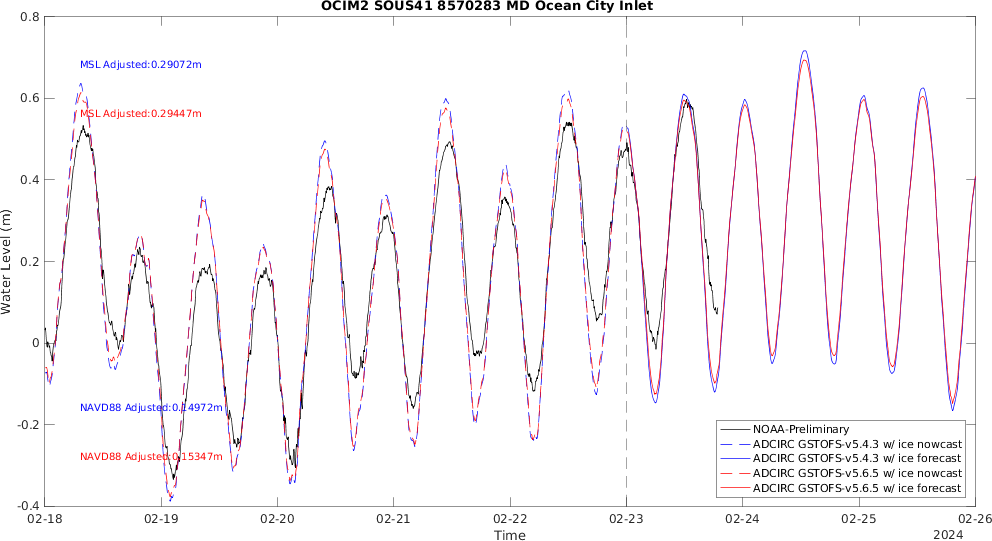 OCIM2 SOUS41 8570283 MD Ocean City Inlet
0.8
MSL Adjusted:0.29072m
0.6
MSL Adjusted:0.29447m
0.4
Water Level (m)
0.2
0
NAVD88 Adjusted:0.14972m
-0.2
NAVD88 Adjusted:0.15347m
-0.4
NOAA-Preliminary
ADCIRC GSTOFS-v5.4.3 w/ ice nowcast
ADCIRC GSTOFS-v5.4.3 w/ ice forecast
ADCIRC GSTOFS-v5.6.5 w/ ice nowcast
ADCIRC GSTOFS-v5.6.5 w/ ice forecast
02-18 02-19 02-20 02-21 02-22 02-23 02-24 02-25 02-26
Time
2024